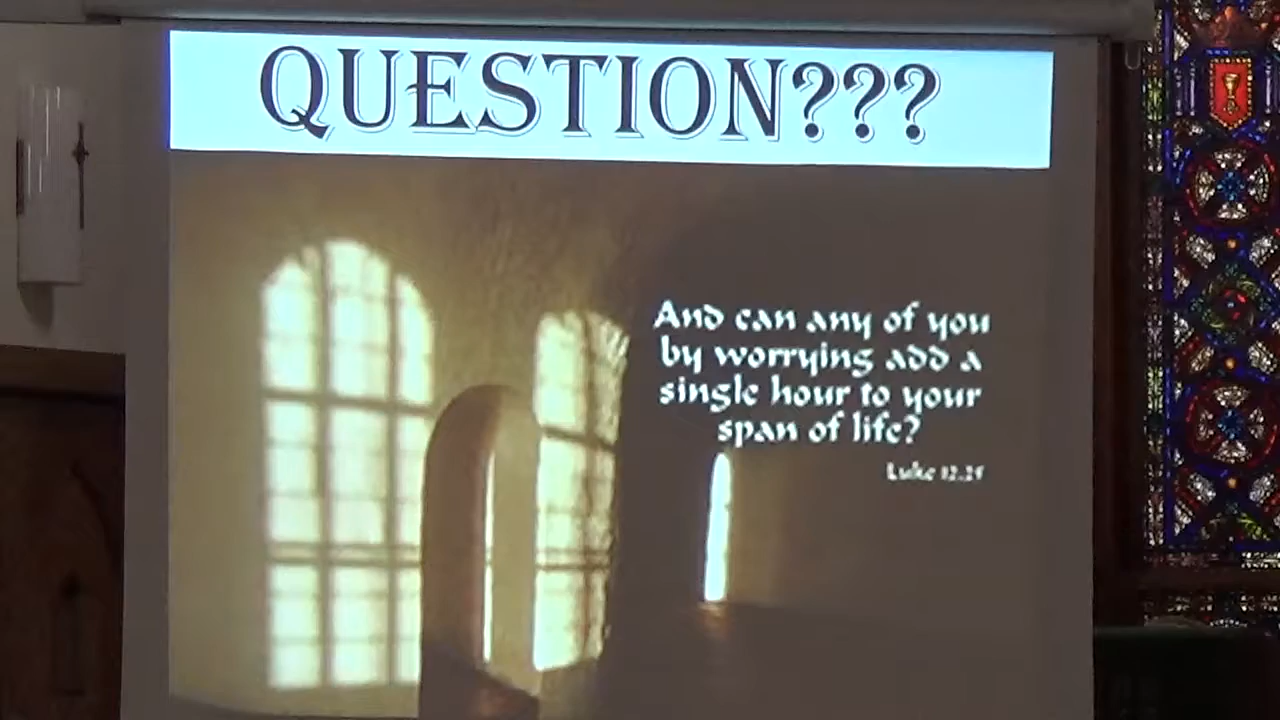 QUESTION???
And can any of you
by worrying add a
single hour to your
span of life?
Luke 12.25